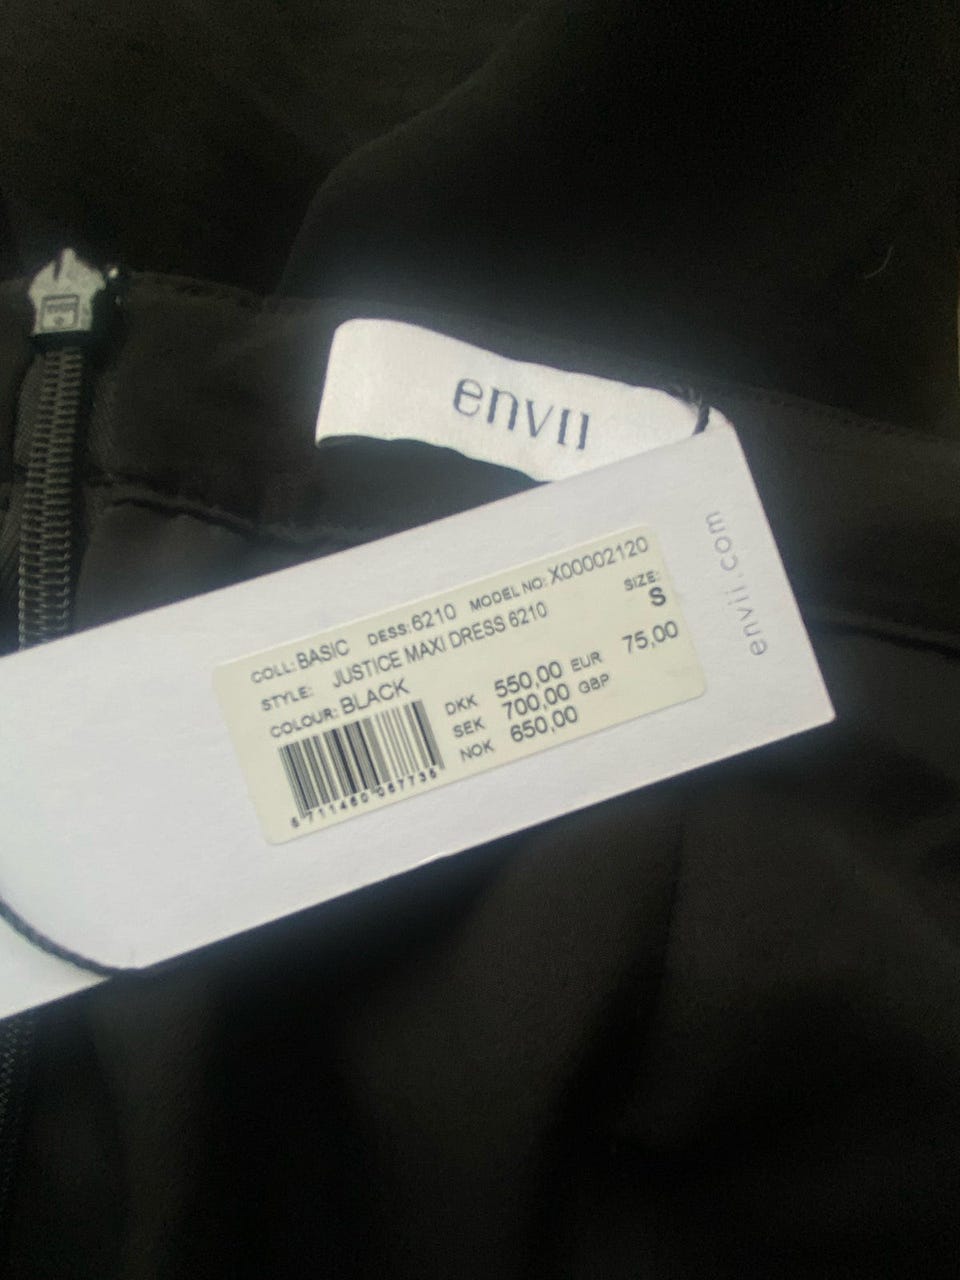 envii
envii.com
COLL: BASIC DESS: 6210 MODEL NO: X00002120
STYLE: JUSTICE MAXI DRESS 6210 SIZE:
COLOUR: BLACK S
DKK 550,00 EUR 75,00
SEK 700,00 GBP
NOK 650,00